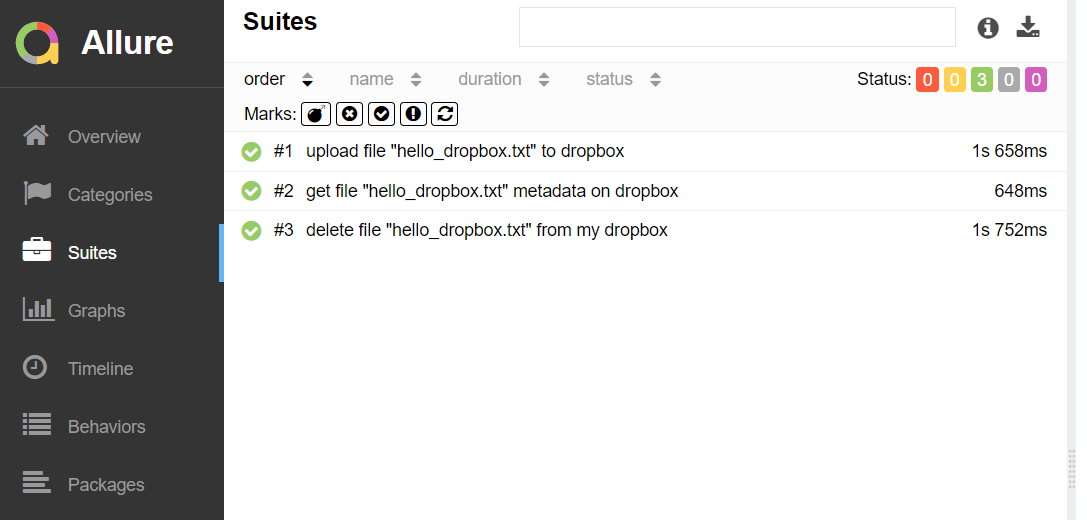 Allure
Overview
Categories
Suites
Graphs
Timeline
Behaviors
Packages
Suites
order name duration status Status: 0 0 3 0 0
Marks:
#1 upload file "hello_dropbox.txt" to dropbox 1s 658ms
#2 get file "hello_dropbox.txt" metadata on dropbox 648ms
#3 delete file "hello_dropbox.txt" from my dropbox 1s 752ms